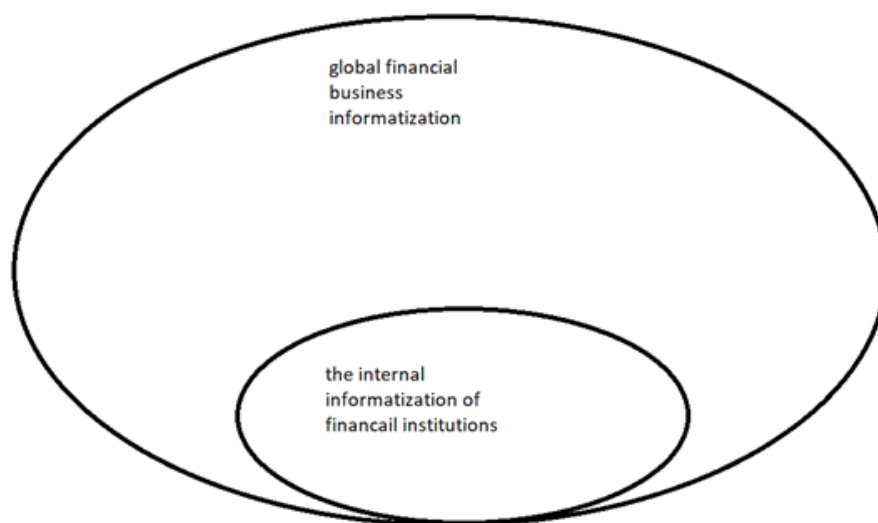 global financial
business
informatization
the internal
informatization of
financail institutions